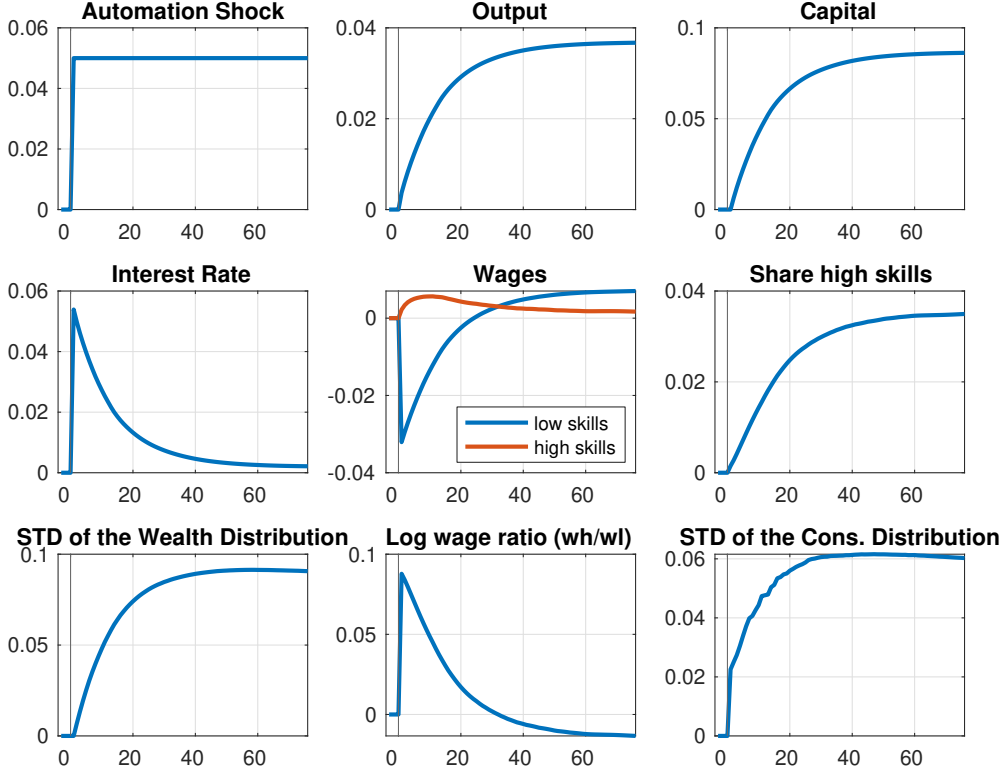 Automation Shock
0.06
0.04
0.02
0
0 20 40 60
Output
0.04
0.02
0
0 20 40 60
Capital
0.1
0.05
0
0 20 40 60
Interest Rate
0.06
0.04
0.02
0
0 20 40 60
Wages
0
-0.02
-0.04
low skills
high skills
0 20 40 60
Share high skills
0.04
0.02
0
0 20 40 60
STD of the Wealth Distribution
0.1
0.05
0
0 20 40 60
Log wage ratio (wh/wl)
0.05
0
0 20 40 60
STD of the Cons. Distribution
0.06
0.04
0.02
0
0 20 40 60